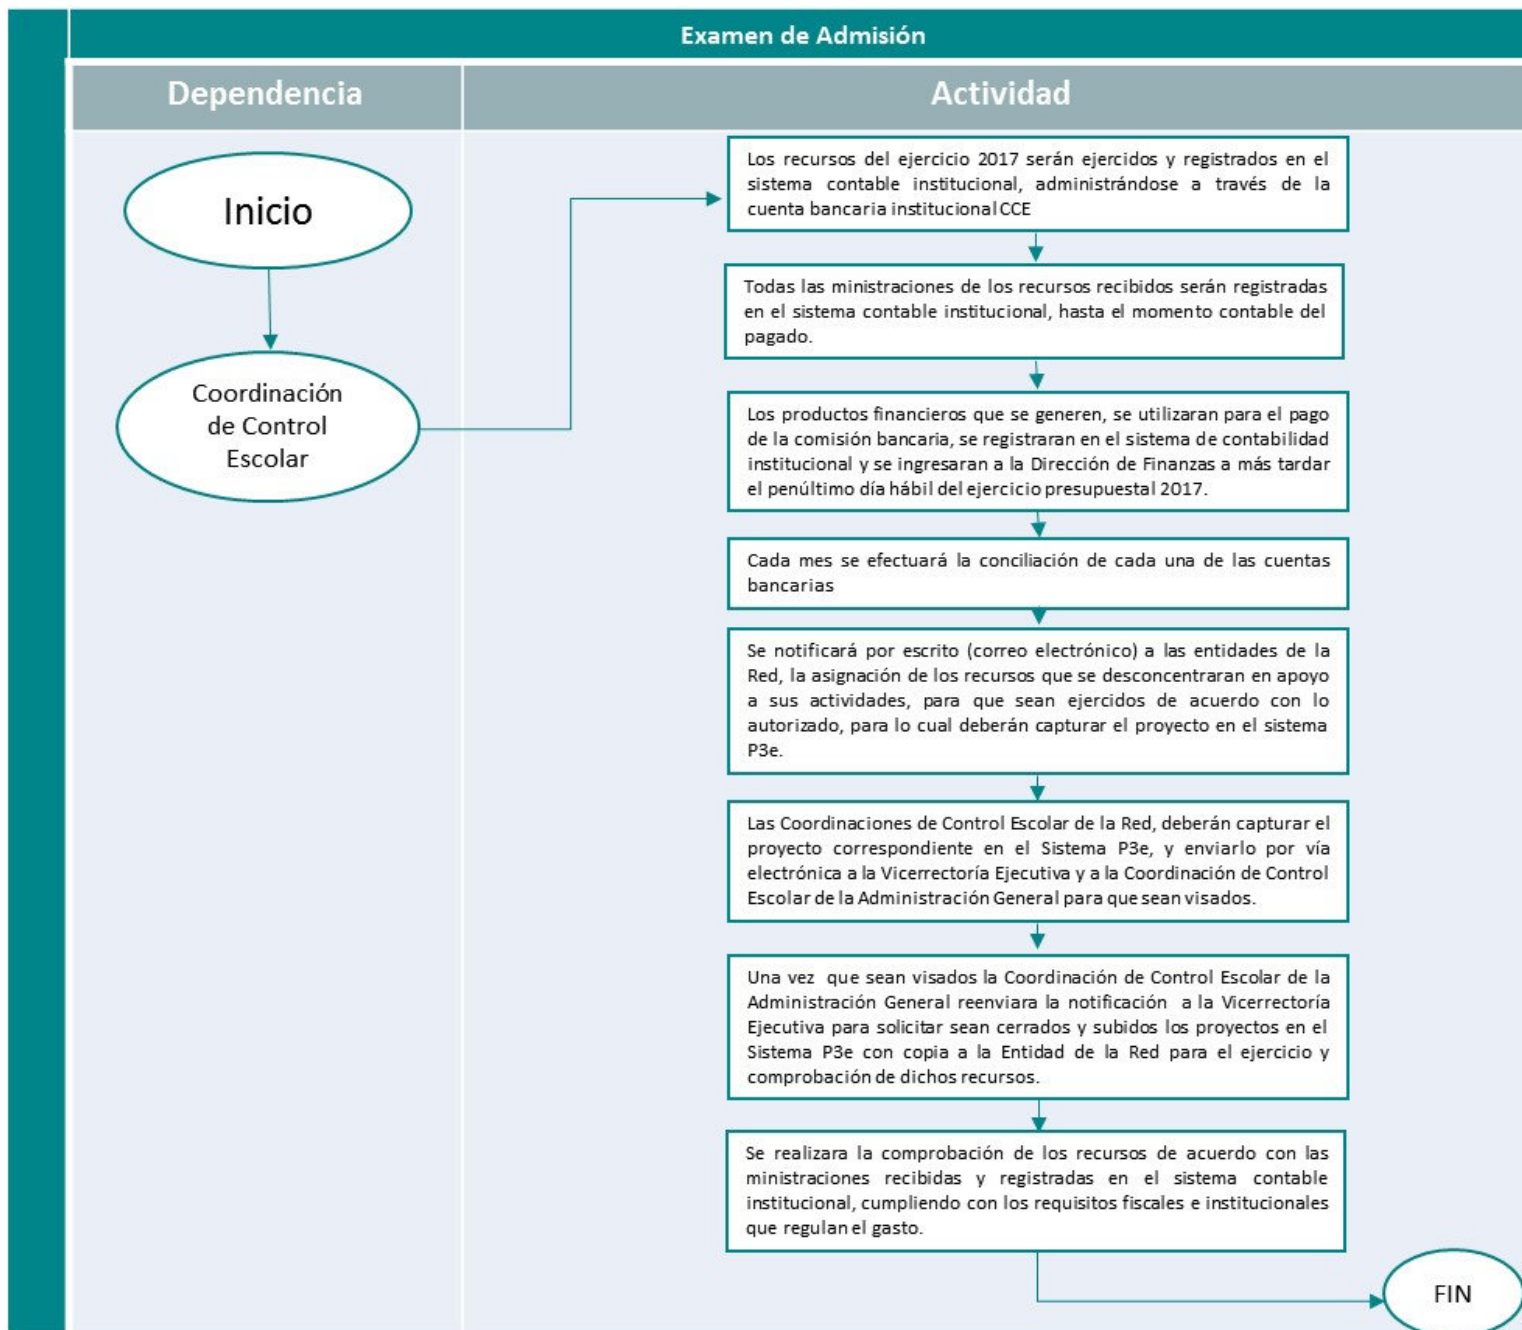 Examen de Admisión
Dependencia
Actividad
Inicio
Coordinación
de Control
Escolar
Los recursos del ejercicio 2017 serán ejercidos y registrados en el
sistema contable institucional, administrándose a través de la
cuenta bancaria institucional CCE
Todas las ministraciones de los recursos recibidos serán registradas
en el sistema contable institucional, hasta el momento contable del
pagado.
Los productos financieros que se generen, se utilizaran para el pago
de la comisión bancaria, se registraran en el sistema de contabilidad
institucional y se ingresaran a la Dirección de Finanzas a más tardar
el penúltimo día hábil del ejercicio presupuestal 2017.
Cada mes se efectuará la conciliación de cada una de las cuentas
bancarias
Se notificará por escrito (correo electrónico) a las entidades de la
Red, la asignación de los recursos que se desconcentraran en apoyo
a sus actividades, para que sean ejercidos de acuerdo con lo
autorizado, para lo cual deberán capturar el proyecto en el sistema
P3e.
Las Coordinaciones de Control Escolar de la Red, deberán capturar el
proyecto correspondiente en el Sistema P3e, y enviarlo por vía
electrónica a la Vicerrectoría Ejecutiva y a la Coordinación de Control
Escolar de la Administración General para que sean visados.
Una vez que sean visados la Coordinación de Control Escolar de la
Administración General reenviara la notificación a la Vicerrectoría
Ejecutiva para solicitar sean cerrados y subidos los proyectos en el
Sistema P3e con copia a la Entidad de la Red para el ejercicio y
comprobación de dichos recursos.
Se realizara la comprobación de los recursos de acuerdo con las
ministraciones recibidas y registradas en el sistema contable
institucional, cumpliendo con los requisitos fiscales e institucionales
que regulan el gasto.
FIN